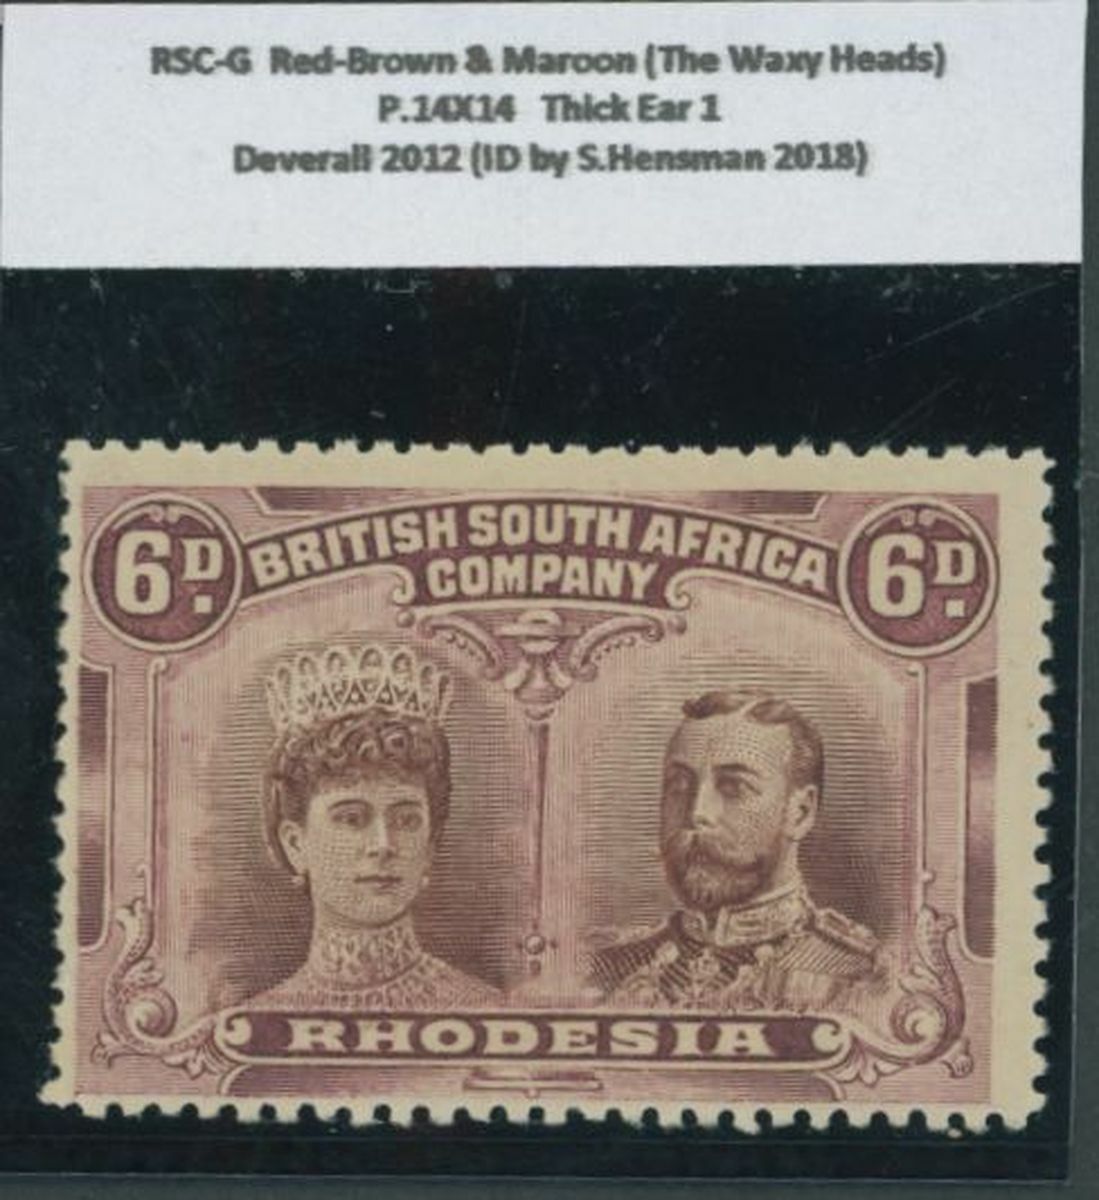 RSC-G Red-Brown & Maroon (The Waxy Heads)
P.14X14 Thick Ear 1
Deverall 2012 (ID by S.Hensman 2018)
6D. BRITISH SOUTH AFRICA 6D.
COMPANY
RHODESIA